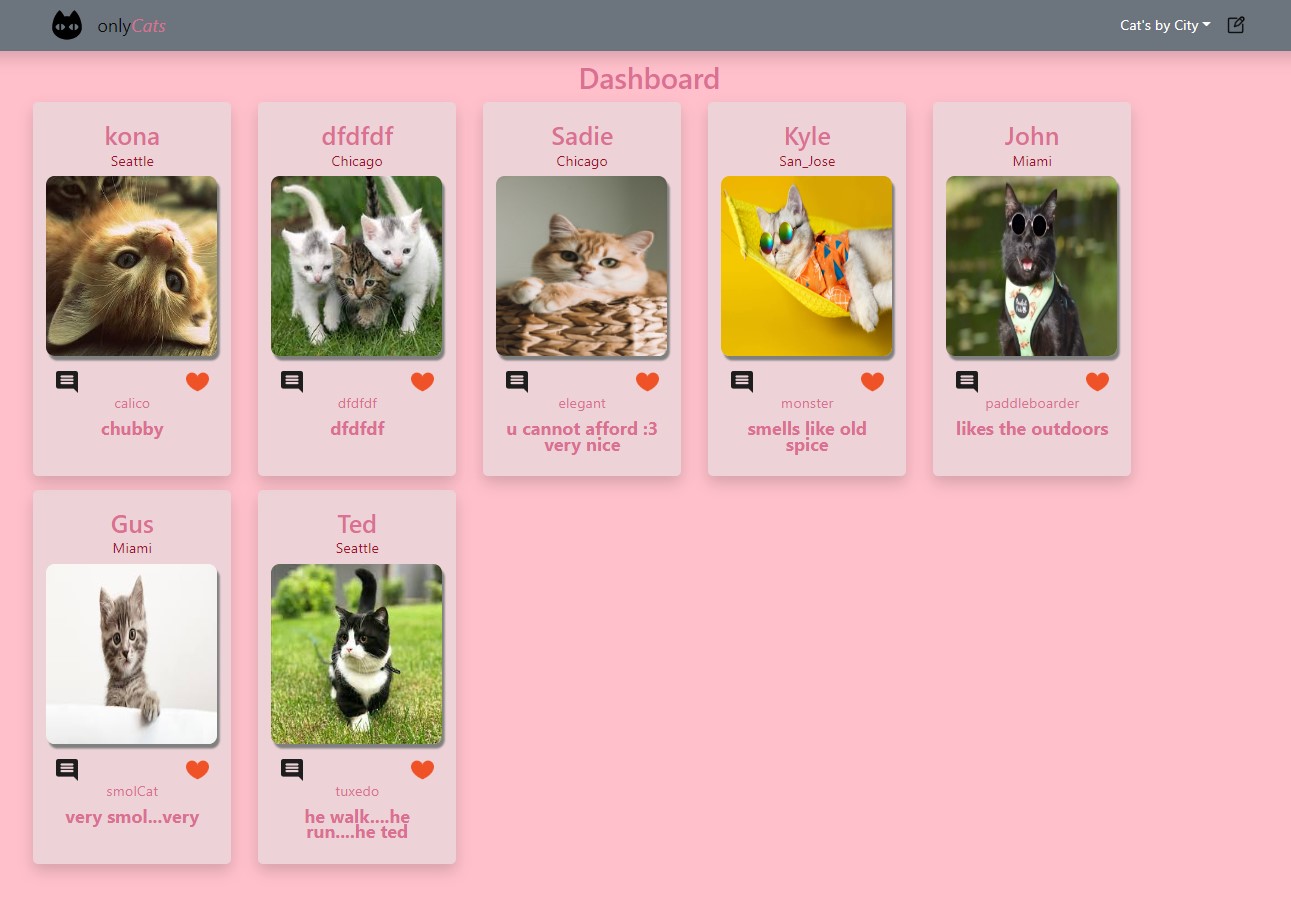 onlyCats
Cat's by City
Dashboard
kona
Seattle
calico
chubby
dfdfdf
Chicago
dfdfdf
dfdfdf
Sadie
Chicago
elegant
u cannot afford :3
very nice
Kyle
San_Jose
monster
smells like old
spice
John
Miami
paddleboarder
likes the outdoors
Gus
Miami
smolCat
very smol...very
Ted
Seattle
tuxedo
he walk....he
run....he ted